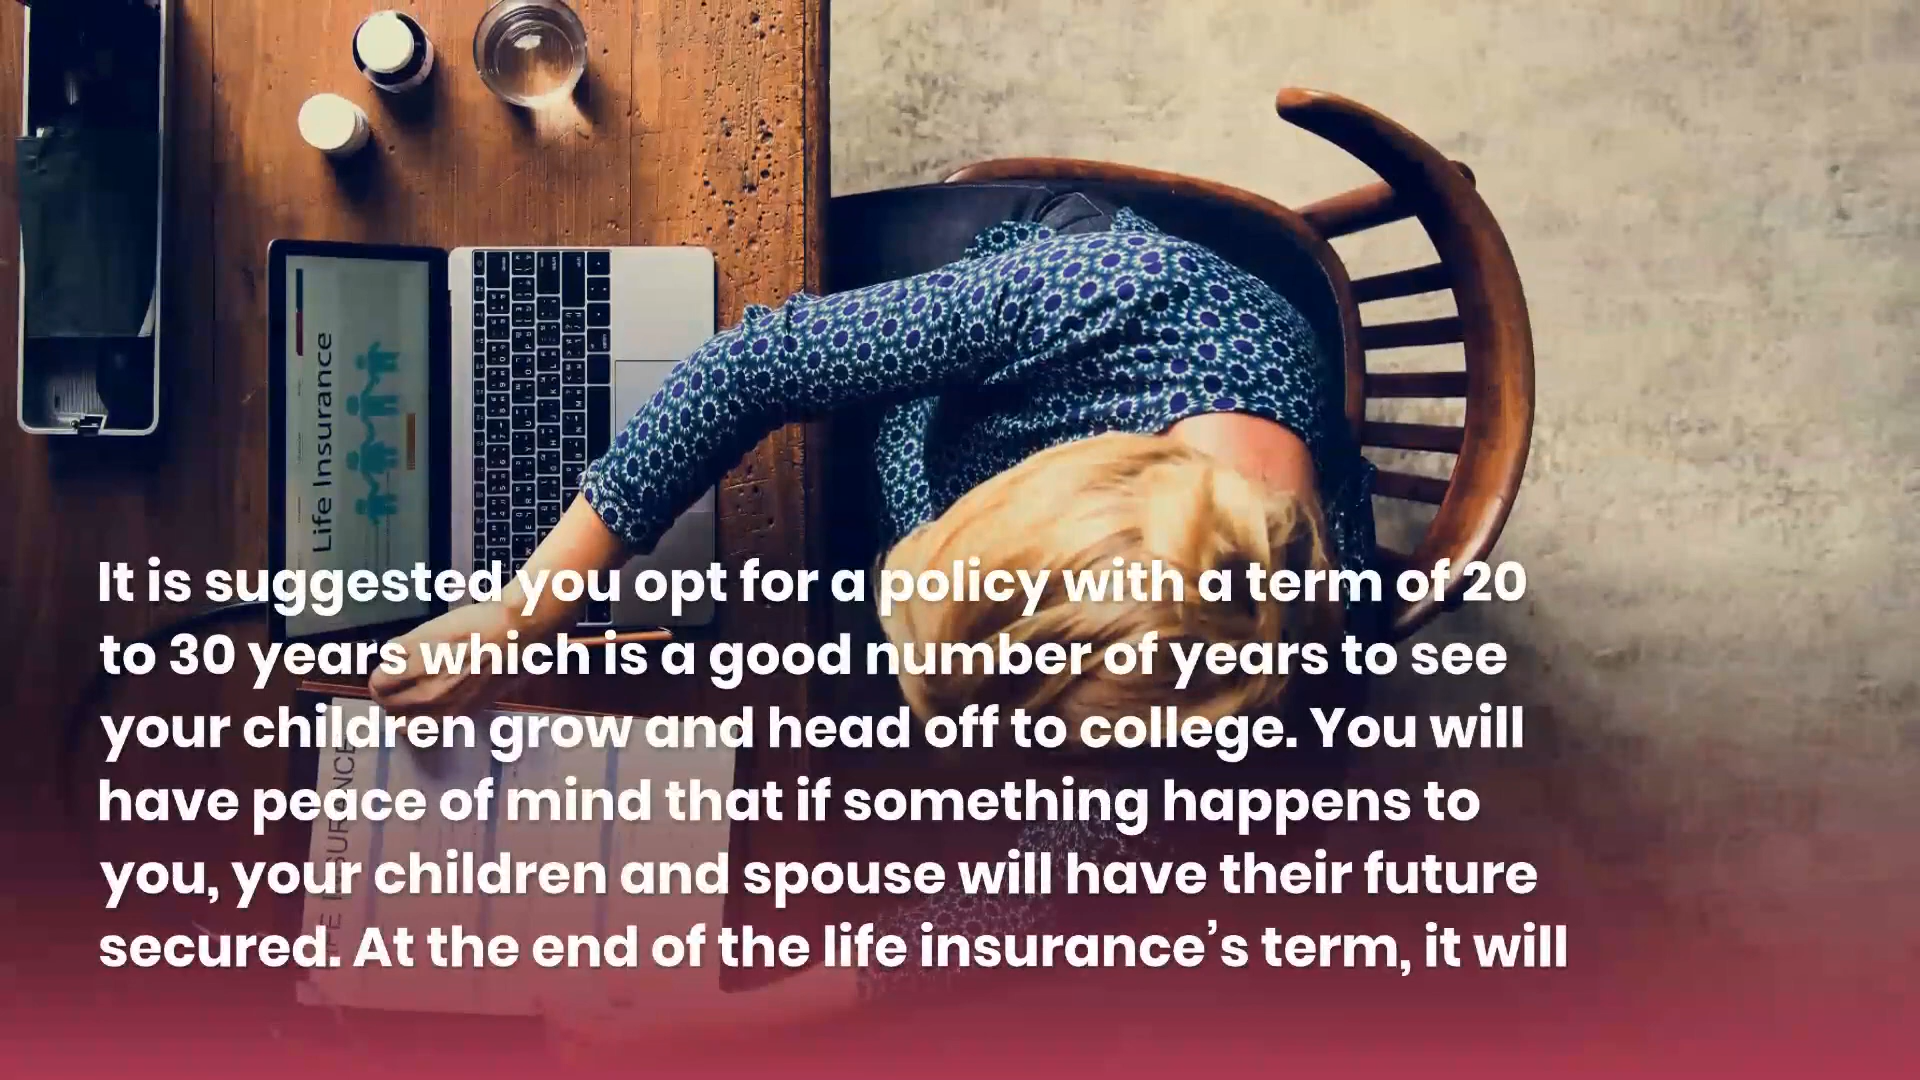 Life Insurance
It is suggested you opt for a policy with a term of 20
to 30 years which is a good number of years to see
your children grow and head off to college. You will
have peace of mind that if something happens to
you, your children and spouse will have their future
secured. At the end of the life insurance’s term, it will
LIFE INSURANCE